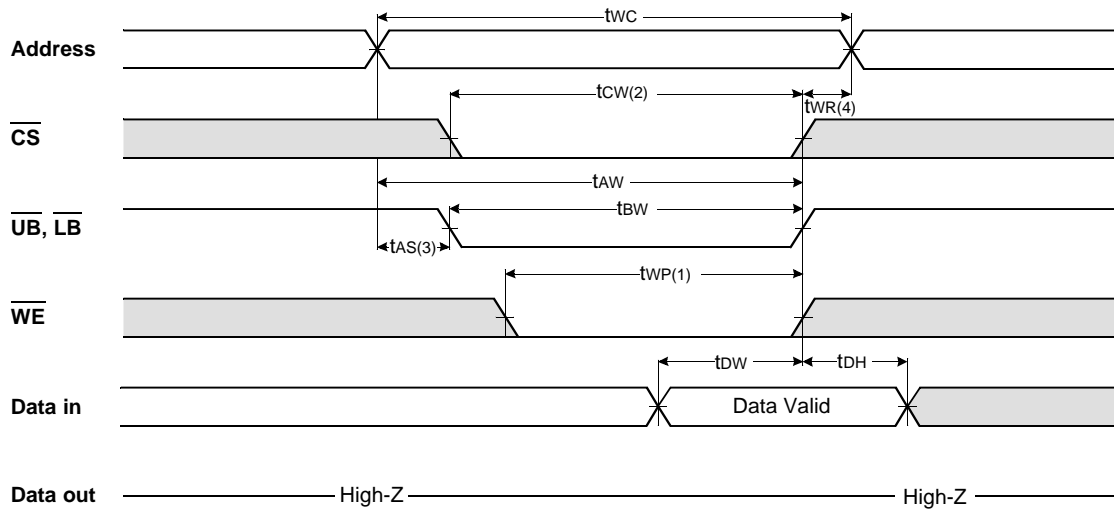 tWC
Address
tCW(2)
tWR(4)
CS
tAW
tBW
UB, LB
tAS(3)
tWP(1)
WE
tDW
tDH
Data in
Data Valid
Data out
High-Z
High-Z